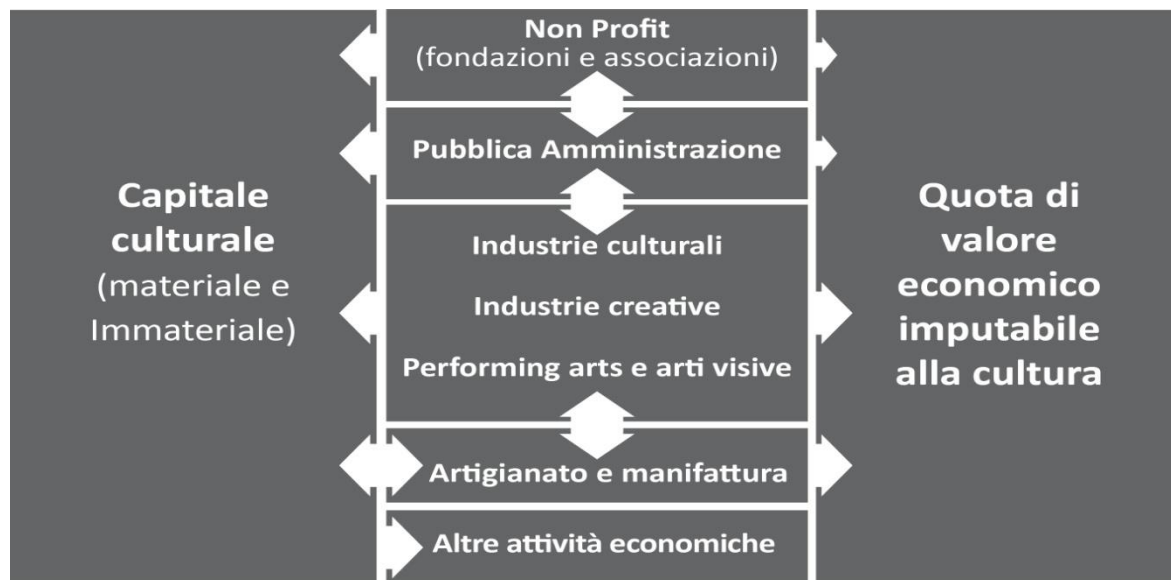 Non Profit
(fondazioni e associazioni)
Pubblica Amministrazione
Capitale
culturale
(materiale e
Immateriale)
Industrie culturali
Industrie creative
Performing arts e arti visive
Artigianato e manifattura
Altre attività economiche
Quota di
valore
economico
imputabile
alla cultura